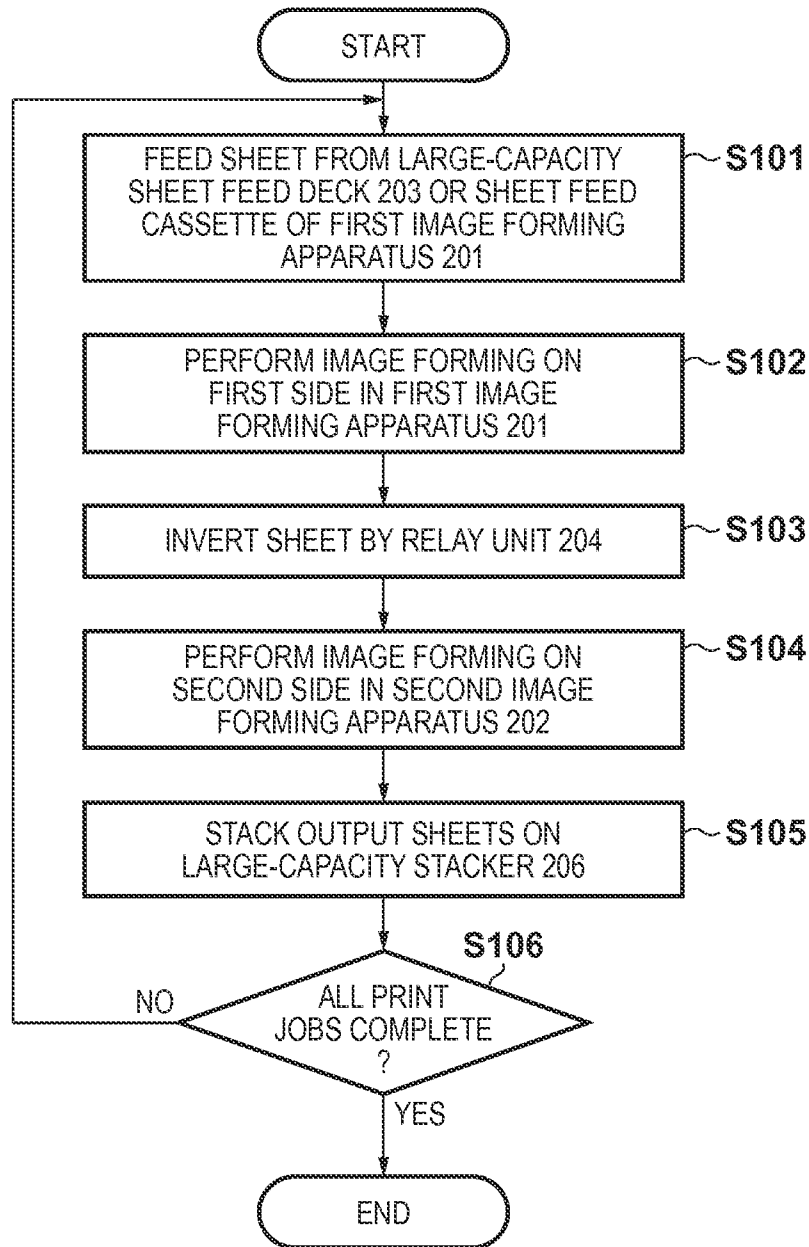 START
FEED SHEET FROM LARGE-CAPACITY
SHEET FEED DECK 203 OR SHEET FEED
CASSETTE OF FIRST IMAGE FORMING
APPARATUS 201
S101
PERFORM IMAGE FORMING ON
FIRST SIDE IN FIRST IMAGE
FORMING APPARATUS 201
S102
INVERT SHEET BY RELAY UNIT 204
S103
PERFORM IMAGE FORMING ON
SECOND SIDE IN SECOND IMAGE
FORMING APPARATUS 202
S104
STACK OUTPUT SHEETS ON
LARGE-CAPACITY STACKER 206
S105
S106
NO
ALL PRINT
JOBS COMPLETE
?
YES
END